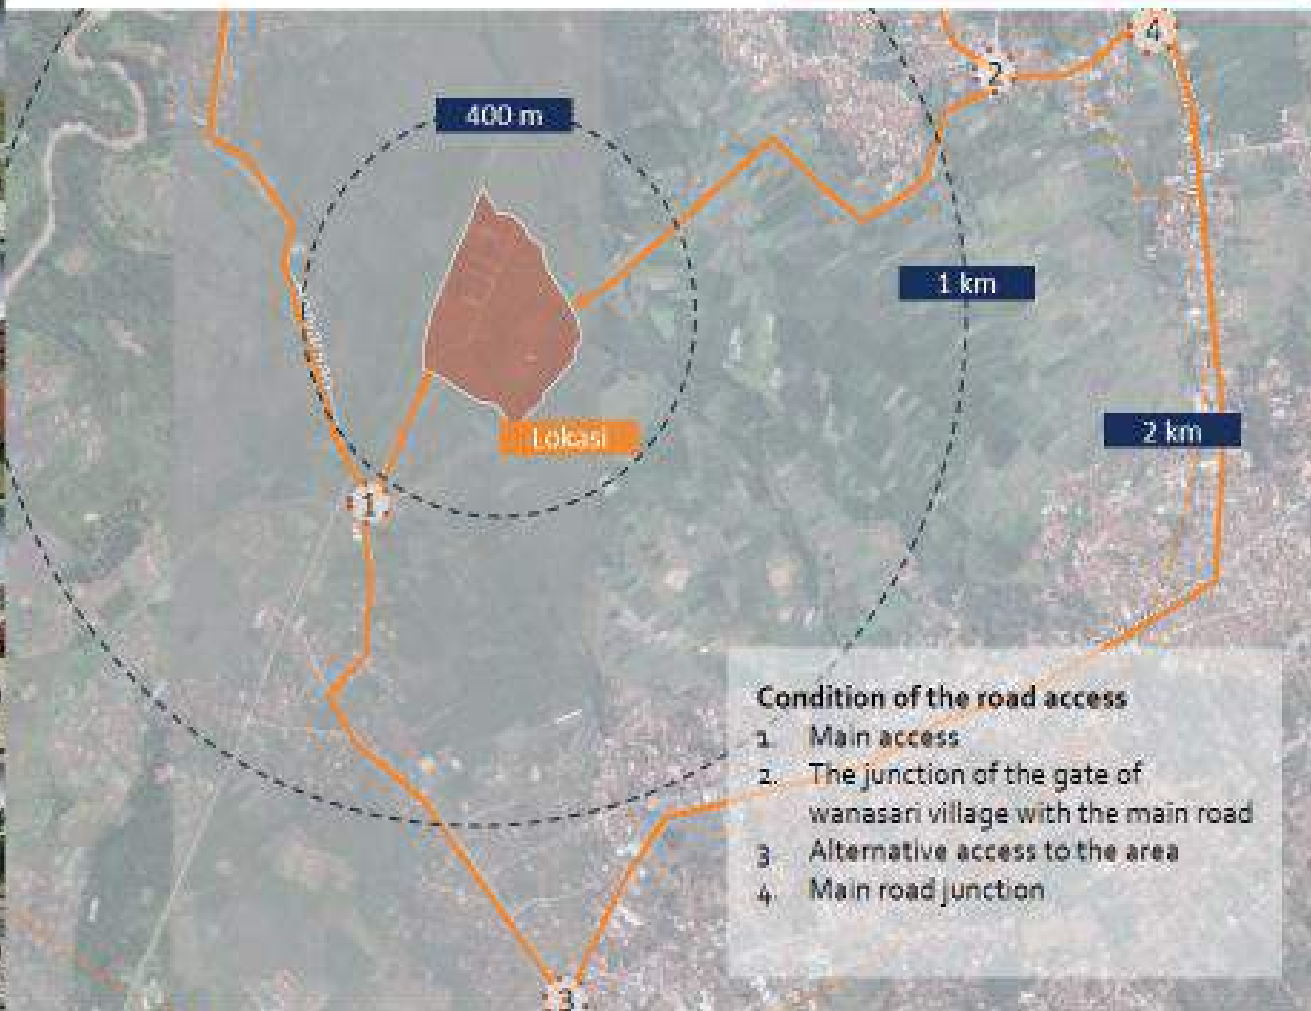 4
2
400 m
1 km
2 km
Lokasi
1
Condition of the road access
1. Main access
2. The junction of the gate of
wanasari village with the main road
3 Alternative access to the area
4 Main road junction
3